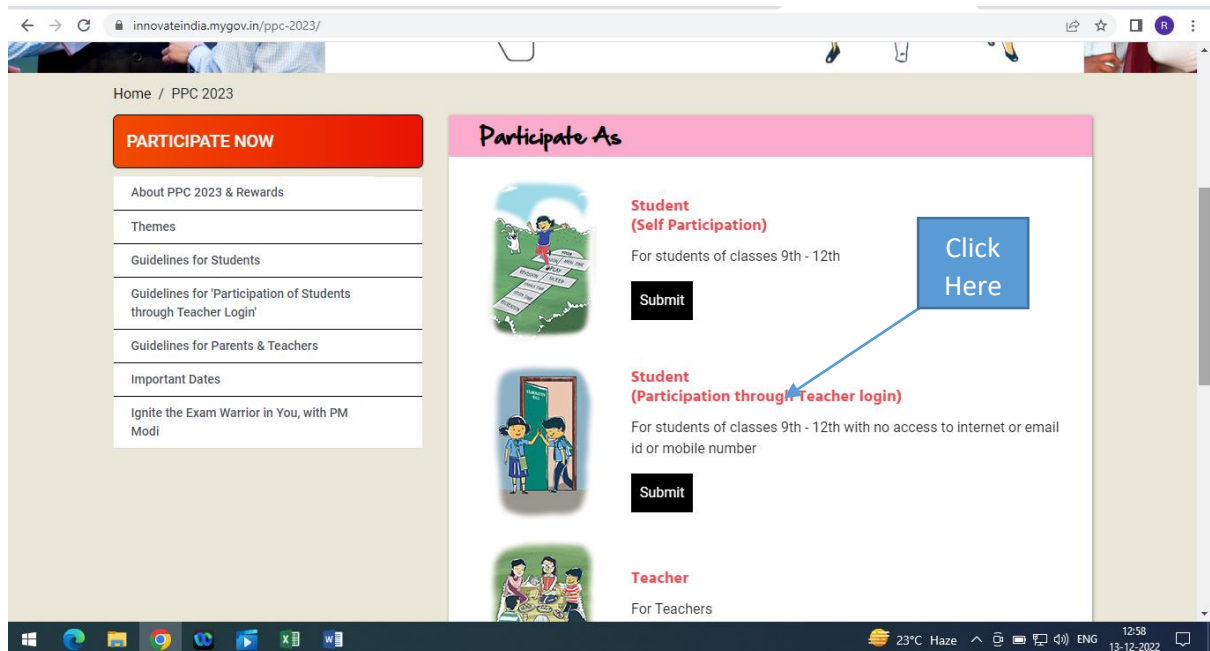 innovateindia.mygov.in/ppc-2023/
R
Home / PPC 2023
PARTICIPATE NOW
About PPC 2023 & Rewards
Themes
Guidelines for Students
Guidelines for 'Participation of Students
through Teacher Login'
Guidelines for Parents & Teachers
Important Dates
Ignite the Exam Warrior in You, with PM
Modi
Participate As
Student
(Self Participation)
For students of classes 9th - 12th
Submit
Click
Here
Student
(Participation through Teacher login)
For students of classes 9th - 12th with no access to internet or email
id or mobile number
Submit
Teacher
For Teachers
23°C Haze
ENG
12:58
13-12-2022